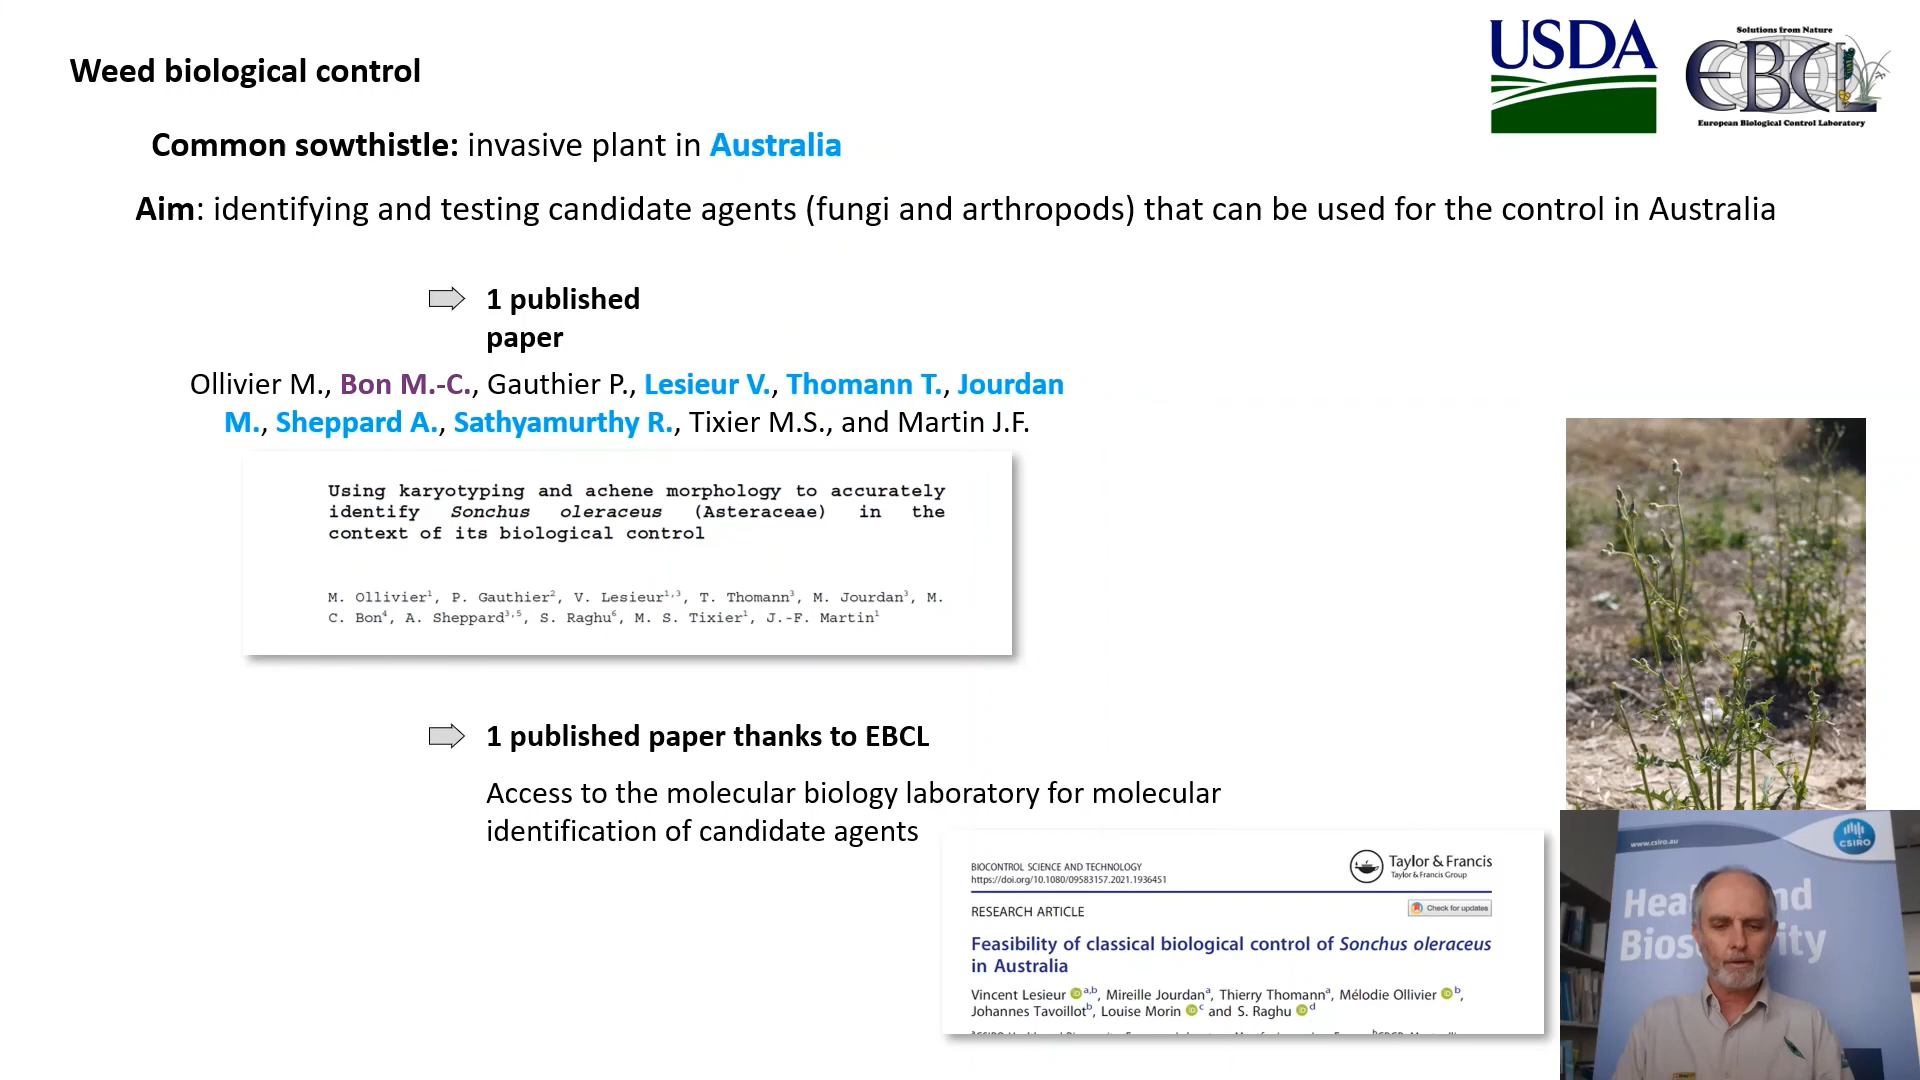 Weed biological control
USDA
Solutions from Nature
EBCL
European Biological Control Laboratory
Common sowthistle: invasive plant in Australia
Aim: identifying and testing candidate agents (fungi and arthropods) that can be used for the control in Australia
1 published
paper
Ollivier M., Bon M.-C., Gauthier P., Lesieur V., Thomann T., Jourdan
M., Sheppard A., Sathyamurthy R., Tixier M.S., and Martin J.F.
Using karyotyping and achene morphology to accurately
identify Sonchus oleraceus (Asteraceae) in the
context of its biological control
M. Ollivier1, P. Gauthier2, V. Lesieur1,3, T. Thomann3, M. Jourdan3, M.
C. Bon4, A. Sheppard3,5, S. Raghu6, M. S. Tixier1, J.-F. Martin1
1 published paper thanks to EBCL
Access to the molecular biology laboratory for molecular
identification of candidate agents
BIOCONTROL SCIENCE AND TECHNOLOGY
https://doi.org/10.1080/09583157.2021.1936451
Taylor & Francis
Taylor & Francis Group
RESEARCH ARTICLE
Check for updates
Feasibility of classical biological control of Sonchus oleraceus
in Australia
Vincent Lesieur a,b, Mireille Jourdana, Thierry Thomanna, Mélodie Ollivier b,
Johannes Tavoillotb, Louise Morin c and S. Raghu d
www.csiro.au
CSIRO